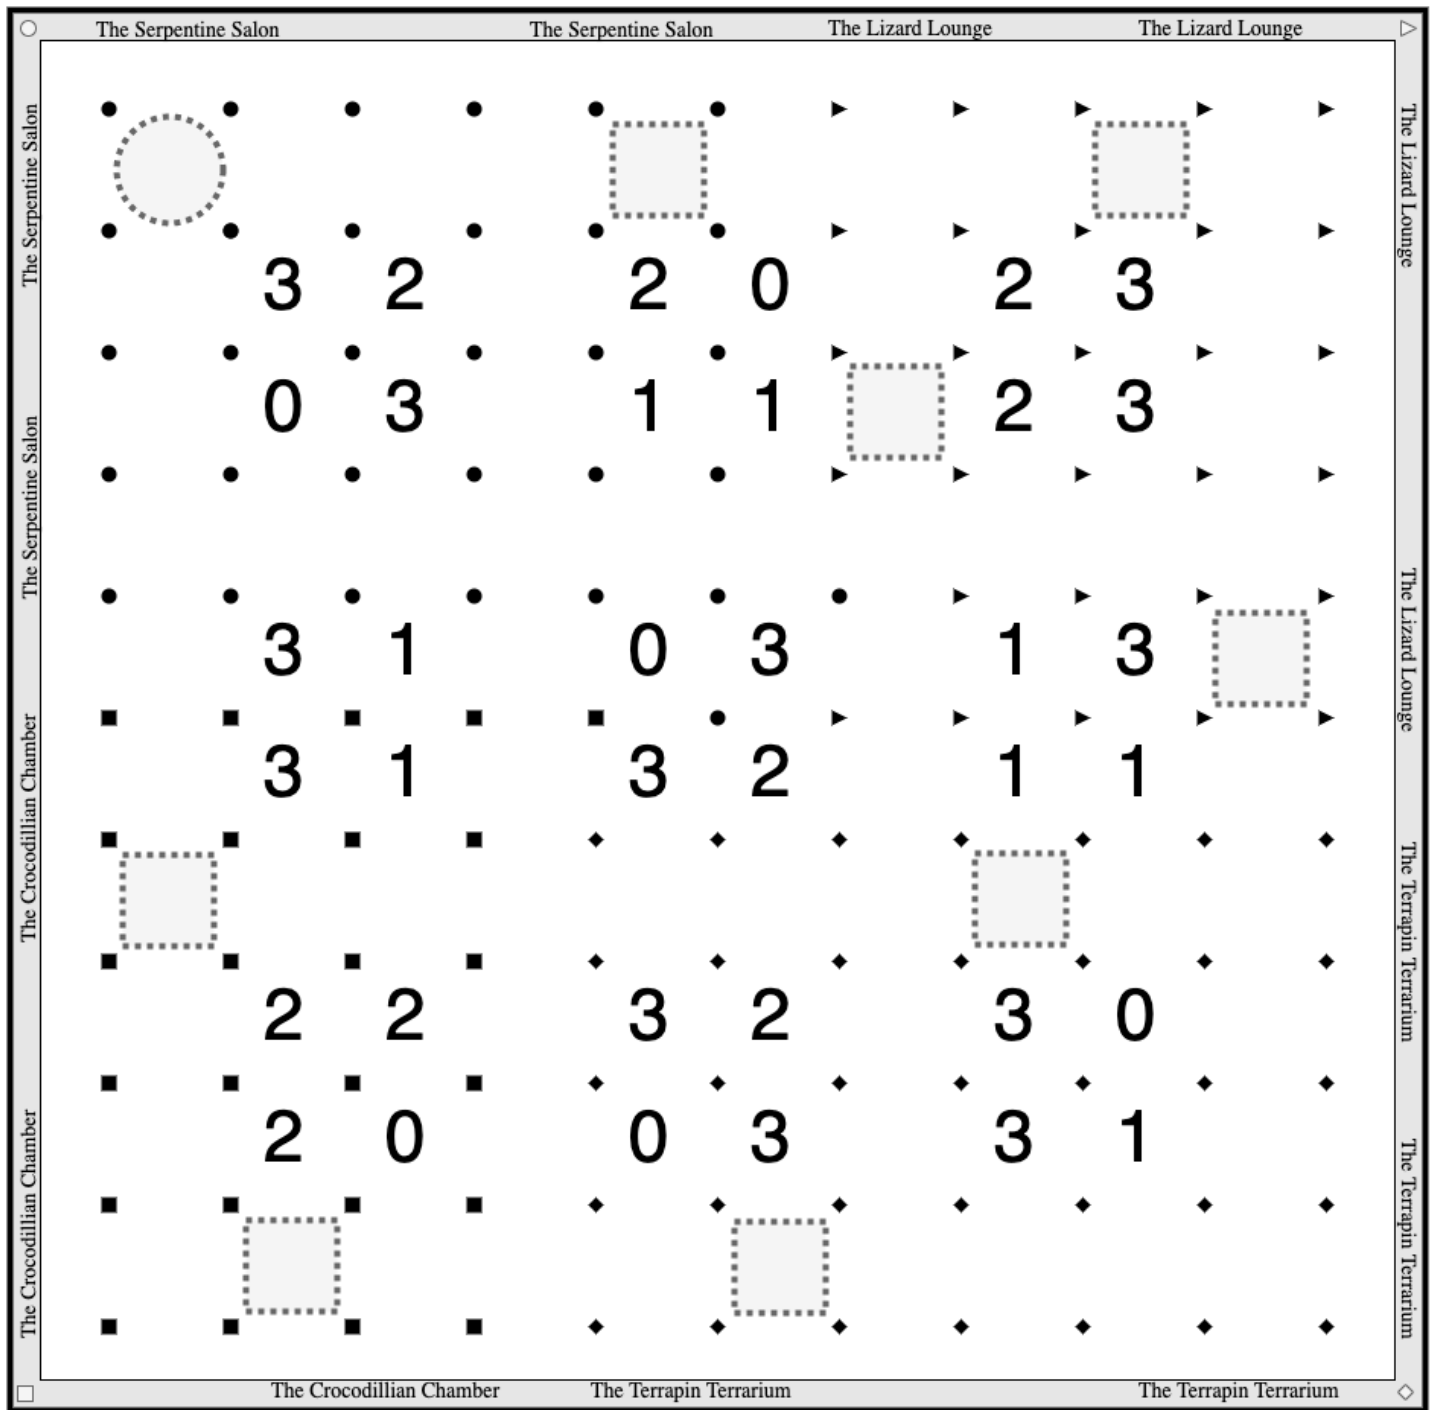 The Serpentine Salon The Serpentine Salon The Lizard Lounge The Lizard Lounge
The Serpentine Salon
The Serpentine Salon
The Crocodillian Chamber
The Crocodillian Chamber
3 2 2 0 2 3
0 3 1 1 2 3
3 1 0 3 1 3
3 1 3 2 1 1
2 2 3 2 3 0
2 0 0 3 3 1
The Lizard Lounge
The Lizard Lounge
The Terrapin Terrarium
The Terrapin Terrarium
The Crocodillian Chamber The Terrapin Terrarium The Terrapin Terrarium